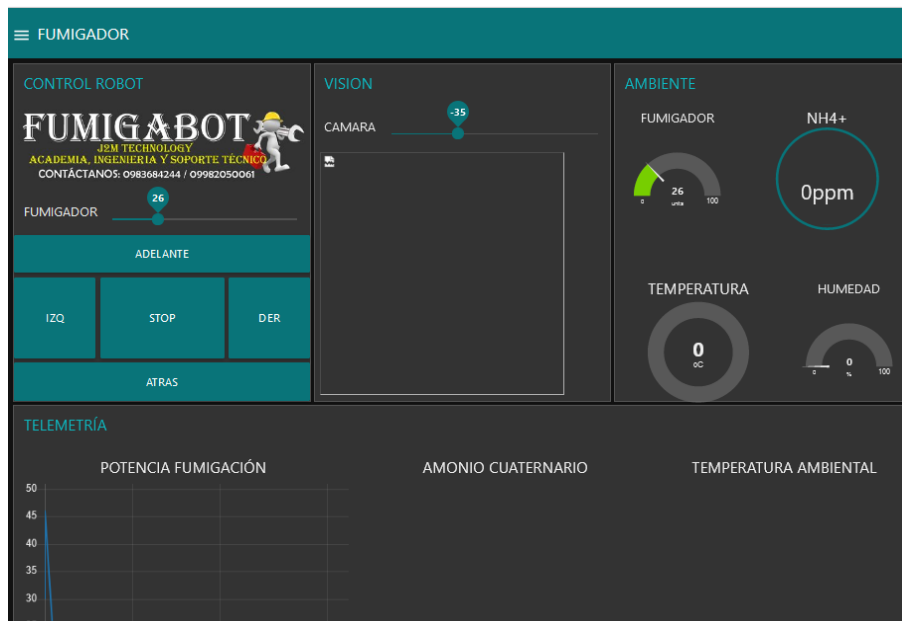 FUMIGADOR
CONTROL ROBOT
FUMIGABOT
J2M TECHNOLOGY
ACADEMIA, INGENIERIA Y SOPORTE TÉCNICO
CONTÁCTANOS: 0983684244 / 09982050061
26
FUMIGADOR
ADELANTE
IZQ
STOP
DER
ATRAS
VISION
-35
CAMARA
AMBIENTE
FUMIGADOR
26
units
0
100
NH4+
0ppm
TEMPERATURA
0
ºC
HUMEDAD
0
%
0
100
TELEMETRÍA
POTENCIA FUMIGACIÓN
50
45
40
35
30
AMONIO CUATERNARIO
TEMPERATURA AMBIENTAL